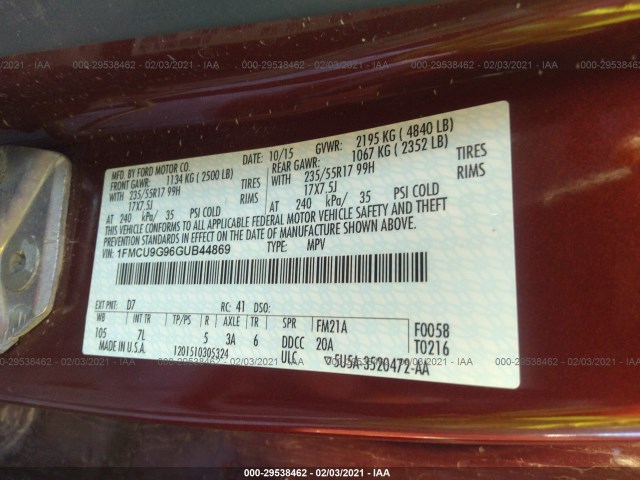 000-29538462 - 02/03/2021 - IAA
MFD. BY FORD MOTOR CO. 10/15 GVWR: 2195 KG ( 4840 LB)
FRONT GAWR: 1134 KG ( 2500 LB) REAR GAWR: 1067 KG ( 2352 LB)
WITH 235/55R17 99H TIRES WITH 235/55R17 99H TIRES
17X7.5J RIMS 17X7.5J RIMS
AT 240 kPa/ 35 PSI COLD AT 240 kPa/ 35 PSI COLD
THIS VEHICLE CONFORMS TO ALL APPLICABLE FEDERAL MOTOR VEHICLE SAFETY AND THEFT
PREVENTION STANDARDS IN EFFECT ON THE DATE OF MANUFACTURE SHOWN ABOVE.
VIN: 1FMCU9G96GUB44869 TYPE: MPV
EXT PNT: D7 RC: 41 DSO:
WB INT TR TP/PS R AXLE TR SPR FM21A F0058
105 7L 5 3A 6 DDCC 20A T0216
MADE IN U.S.A. 1201510305324 ULC 5U5A-3520472-AA
000-29538462 - 02/03/2021 - IAA
000-29538462 - 02/03/2021 - IAA